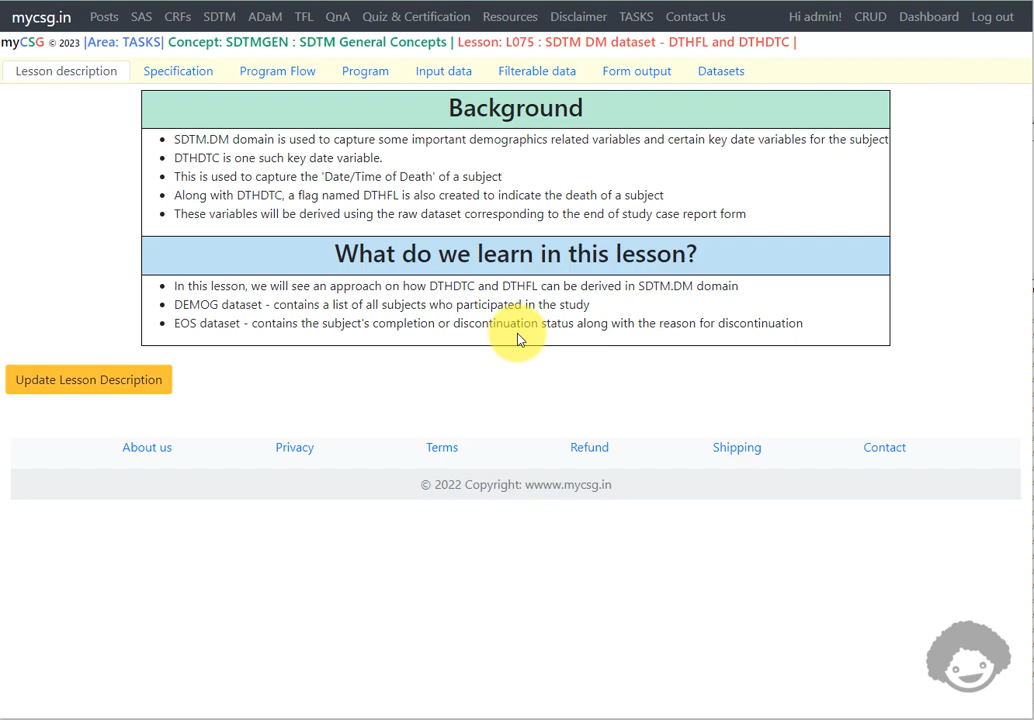 mycsg.in Posts SAS CRFs SDTM ADaM TFL QnA Quiz & Certification Resources Disclaimer TASKS Contact Us Hi admin! CRUD Dashboard Log out
myCSG © 2023 |Area: TASKS| Concept: SDTMGEN : SDTM General Concepts | Lesson: L075 : SDTM DM dataset - DTHFL and DTHDTC |
Lesson description Specification Program Flow Program Input data Filterable data Form output Datasets
Background
• SDTM.DM domain is used to capture some important demographics related variables and certain key date variables for the subject
• DTHDTC is one such key date variable.
• This is used to capture the 'Date/Time of Death' of a subject
• Along with DTHDTC, a flag named DTHFL is also created to indicate the death of a subject
• These variables will be derived using the raw dataset corresponding to the end of study case report form
What do we learn in this lesson?
• In this lesson, we will see an approach on how DTHDTC and DTHFL can be derived in SDTM.DM domain
• DEMOG dataset - contains a list of all subjects who participated in the study
• EOS dataset - contains the subject's completion or discontinuation status along with the reason for discontinuation
Update Lesson Description
About us Privacy Terms Refund Shipping Contact
© 2022 Copyright: wwww.mycsg.in